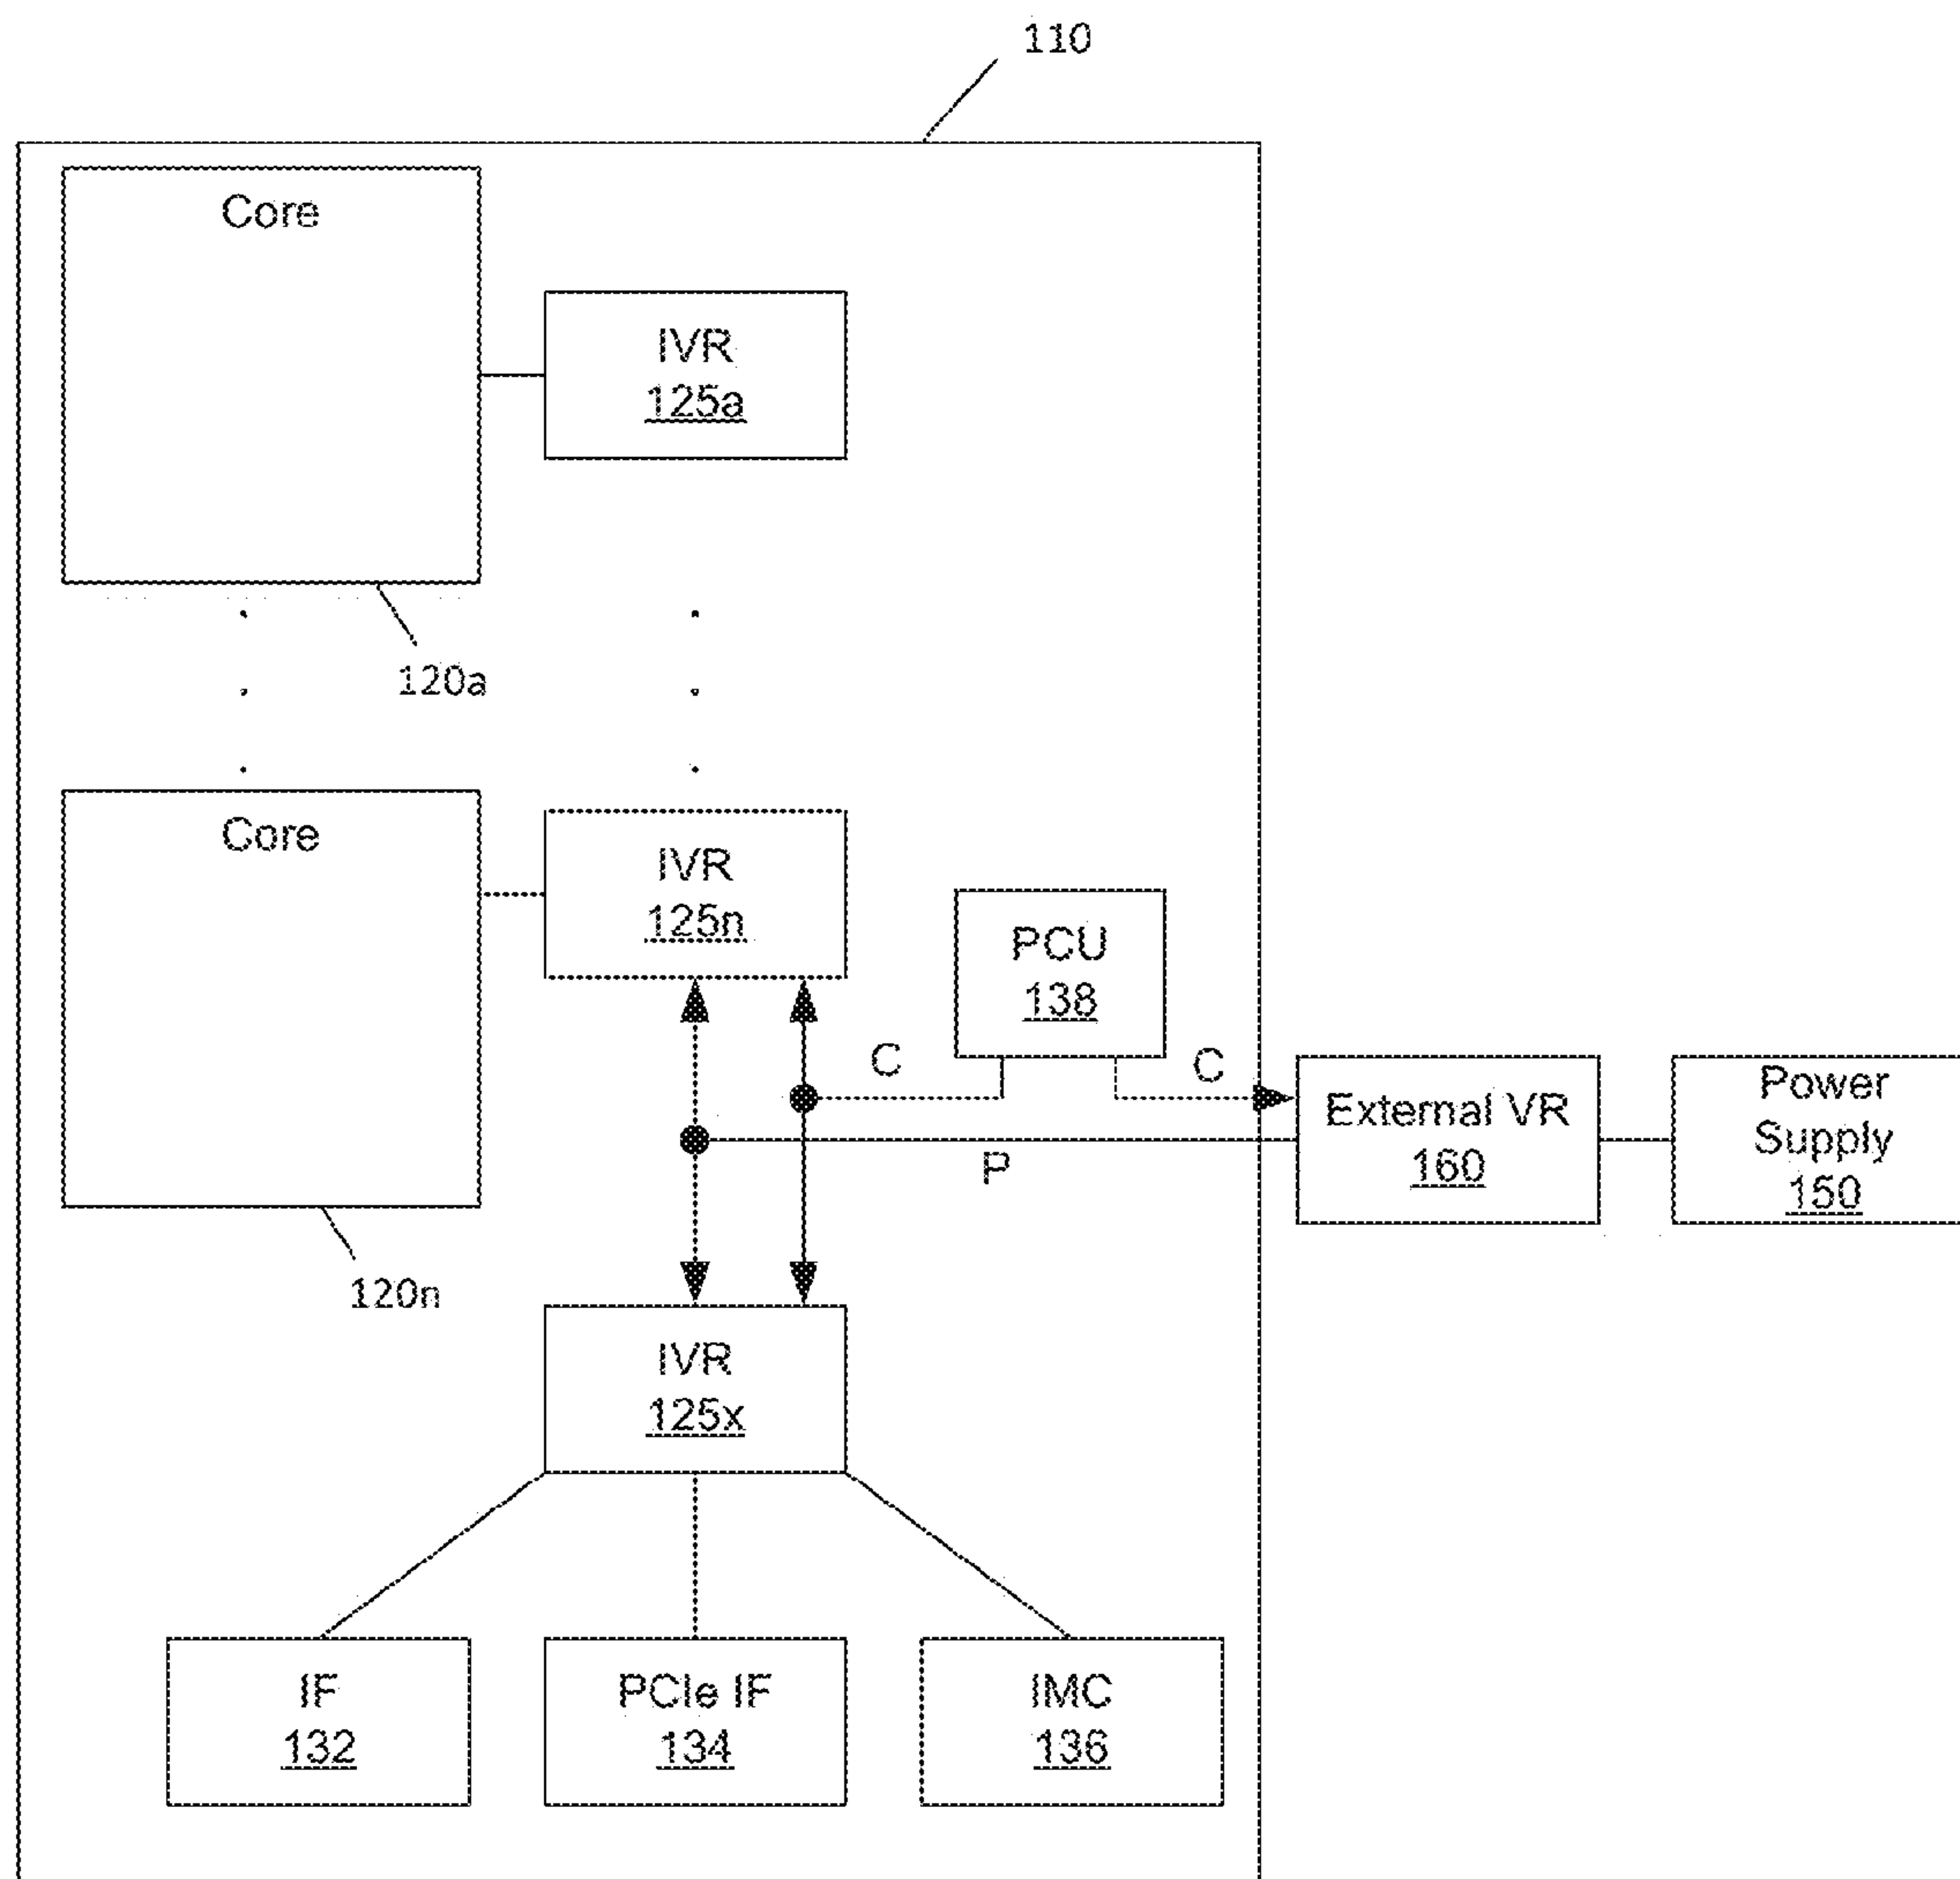 110
Core
IVR
125a
120a
Core
IVR
125n
PCU
138
C
C
External VR
160
Power
Supply
150
P
120n
IVR
125x
IF
132
PCIe IF
134
IMC
136